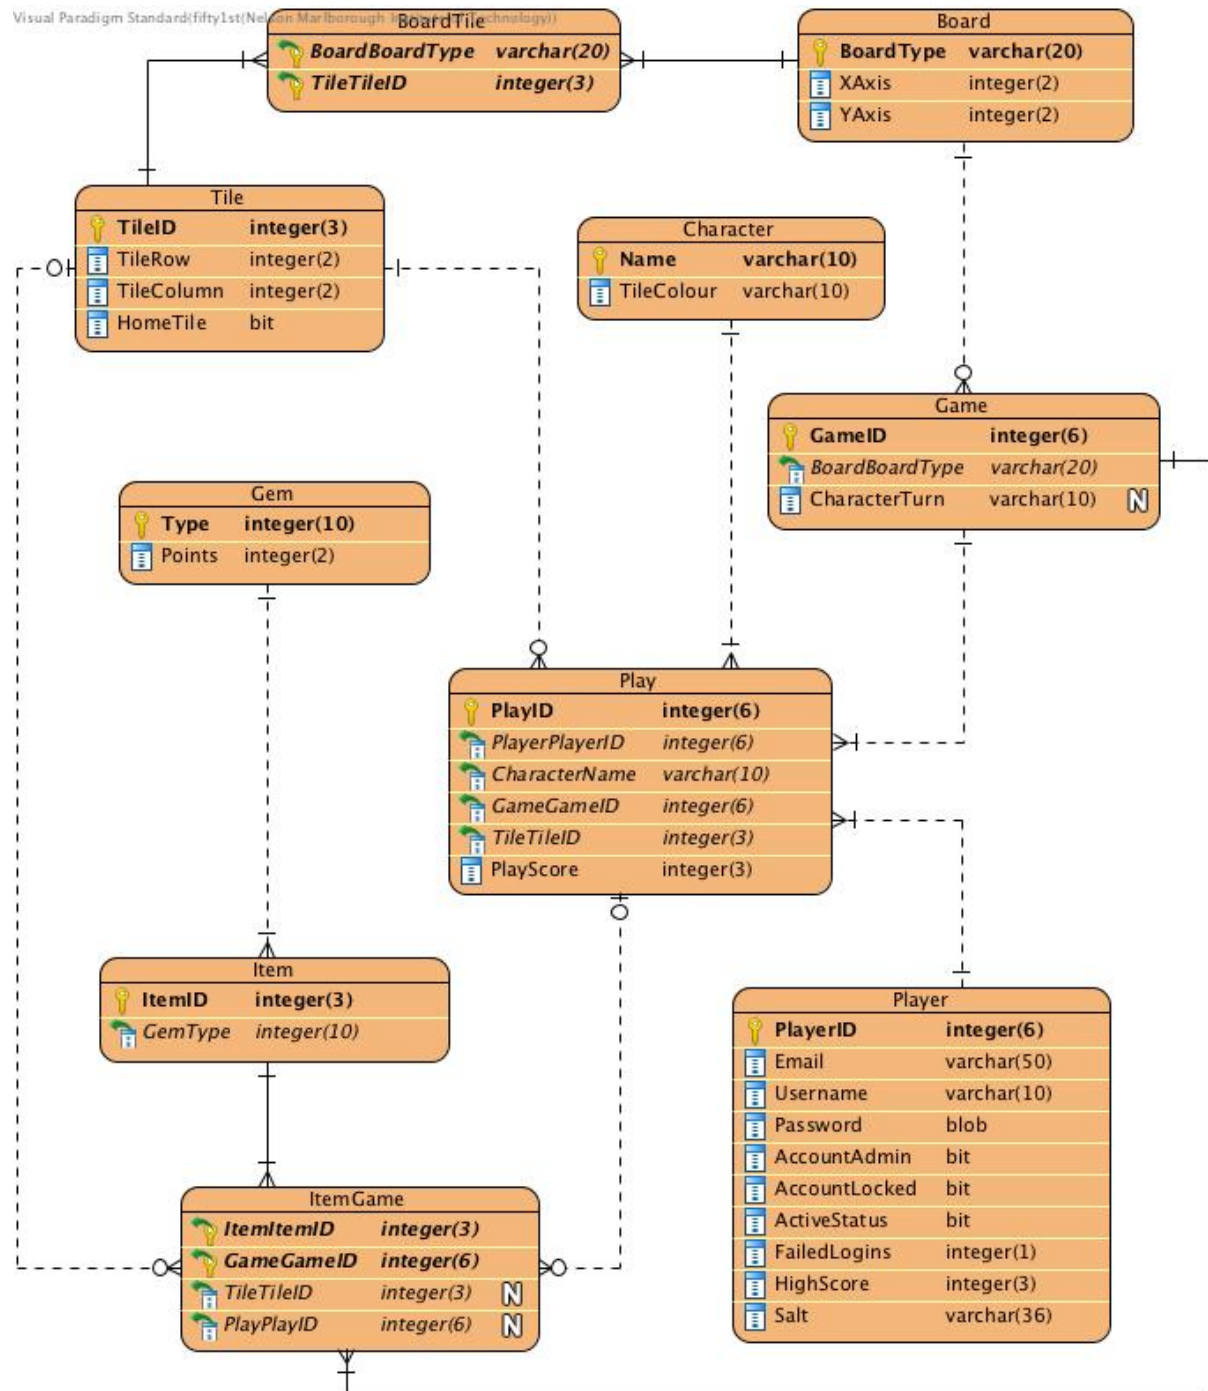 Visual Paradigm Standard(fifty1st(Nelson Marlborough Institute of Technology))
BoardTile
BoardBoardType varchar(20)
TileTileID integer(3)
Board
BoardType varchar(20)
XAxis integer(2)
YAxis integer(2)
Tile
TileID integer(3)
TileRow integer(2)
TileColumn integer(2)
HomeTile bit
Character
Name varchar(10)
TileColour varchar(10)
Game
GameID integer(6)
BoardBoardType varchar(20)
CharacterTurn varchar(10) N
Gem
Type integer(10)
Points integer(2)
Play
PlayID integer(6)
PlayerPlayerID integer(6)
CharacterName varchar(10)
GameGameID integer(6)
TileTileID integer(3)
PlayScore integer(3)
Item
ItemID integer(3)
GemType integer(10)
Player
PlayerID integer(6)
Email varchar(50)
Username varchar(10)
Password blob
AccountAdmin bit
AccountLocked bit
ActiveStatus bit
FailedLogins integer(1)
HighScore integer(3)
Salt varchar(36)
ItemGame
ItemItemID integer(3)
GameGameID integer(6)
TileTileID integer(3) N
PlayPlayID integer(6) N